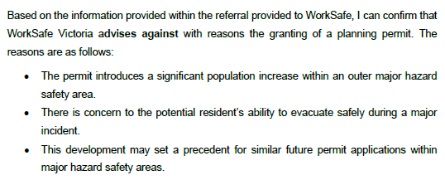 Based on the information provided within the referral provided to WorkSafe, I can confirm that
WorkSafe Victoria advises against with reasons the granting of a planning permit. The
reasons are as follows:
• The permit introduces a significant population increase within an outer major hazard
safety area.
• There is concern to the potential resident's ability to evacuate safely during a major
incident.
• This development may set a precedent for similar future permit applications within
major hazard safety areas.